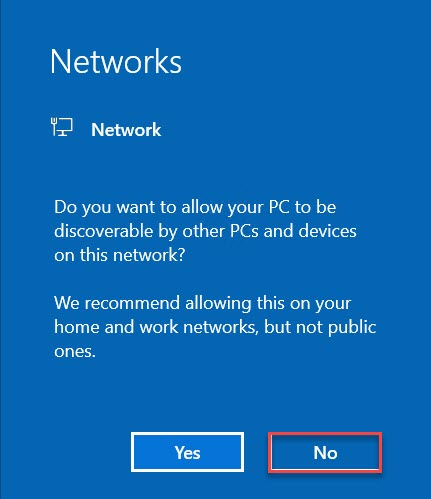 Networks
Network
Do you want to allow your PC to be
discoverable by other PCs and devices
on this network?
We recommend allowing this on your
home and work networks, but not public
ones.
Yes No